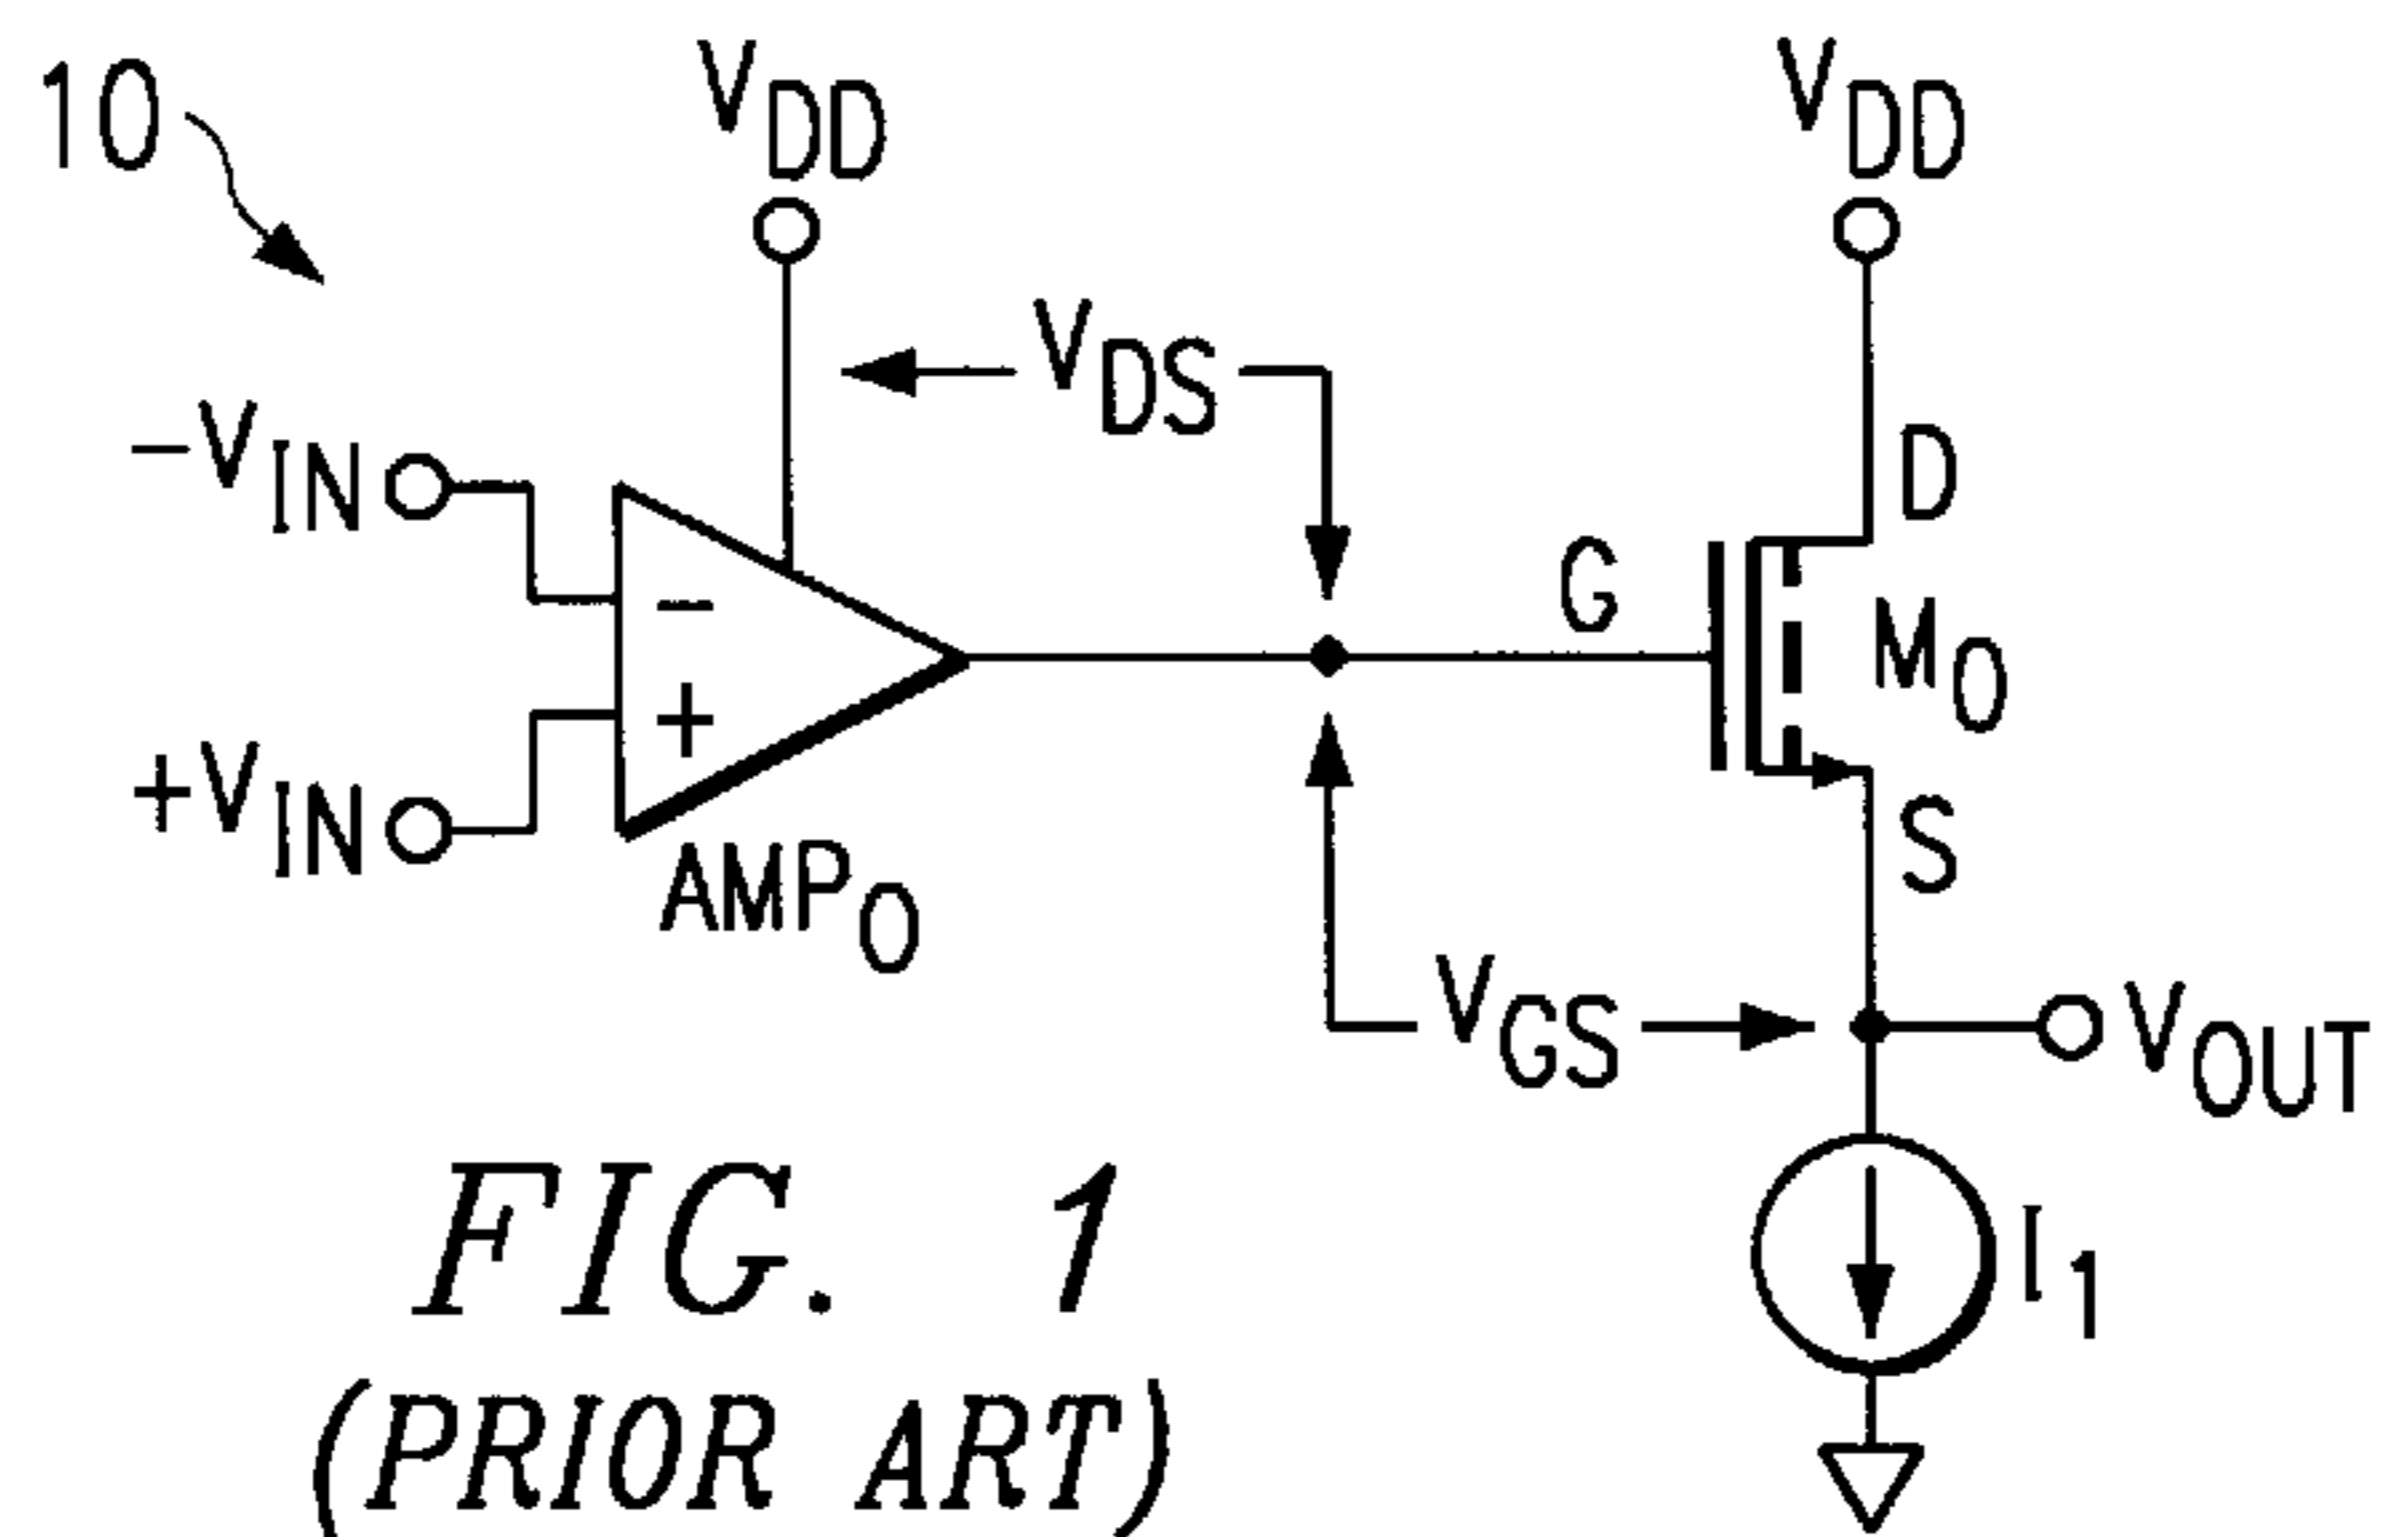 10
VDD
VDD
VDS
-VIN
D
G
-
MO
+
+VIN
S
AMPO
VGS
VOUT
I1
FIG. 1
(PRIOR ART)